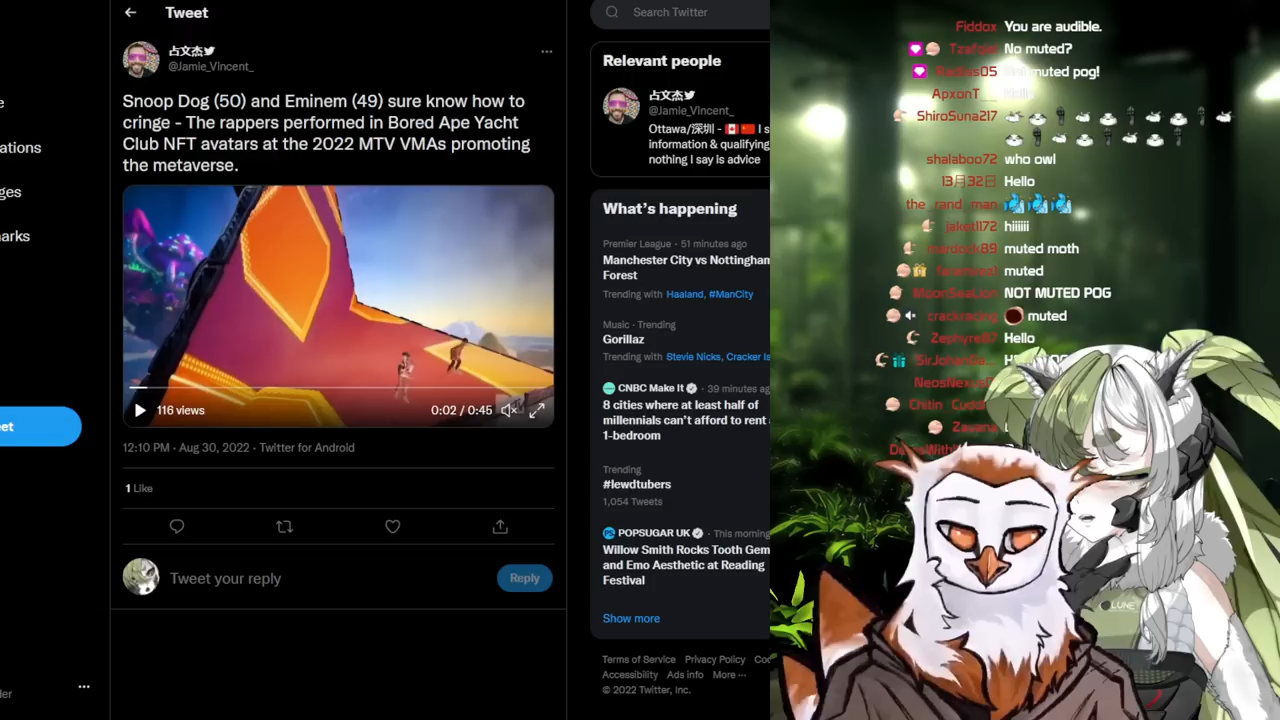 Tweet
占文杰
@Jamie_Vincent_
Snoop Dog (50) and Eminem (49) sure know how to
cringe - The rappers performed in Bored Ape Yacht
Club NFT avatars at the 2022 MTV VMAs promoting
the metaverse.
116 views
0:02 / 0:45
12:10 PM · Aug 30, 2022 · Twitter for Android
1 Like
Tweet your reply
Reply
Search Twitter
Relevant people
占文杰
@Jamie_Vincent_
Ottawa/深圳 - I s
information & qualifying
nothing I say is advice
What's happening
Premier League · 51 minutes ago
Manchester City vs Nottingham
Forest
Trending with Haaland, #ManCity
Music · Trending
Gorillaz
Trending with Stevie Nicks, Cracker Is
CNBC Make It · 39 minutes ag
8 cities where at least half of
millennials can't afford to rent
1-bedroom
Trending
#lewdtubers
1,054 Tweets
POPSUGAR UK · This morning
Willow Smith Rocks Tooth Gem
and Emo Aesthetic at Reading
Festival
Show more
Terms of Service Privacy Policy Coo
Accessibility Ads info More ···
© 2022 Twitter, Inc.
e
ations
ges
arks
et
der
Fiddox You are audible.
No muted?
muted pog!
ApxonT
ShiroSuna217
shalaboo72 who owl
13月32日 Hello
the_rand_man
jake1172 hiiiiii
muted moth
muted
MoonSeaLion NOT MUTED POG
crackracing muted
Zephyre87 Hello
Zavana
LUNE